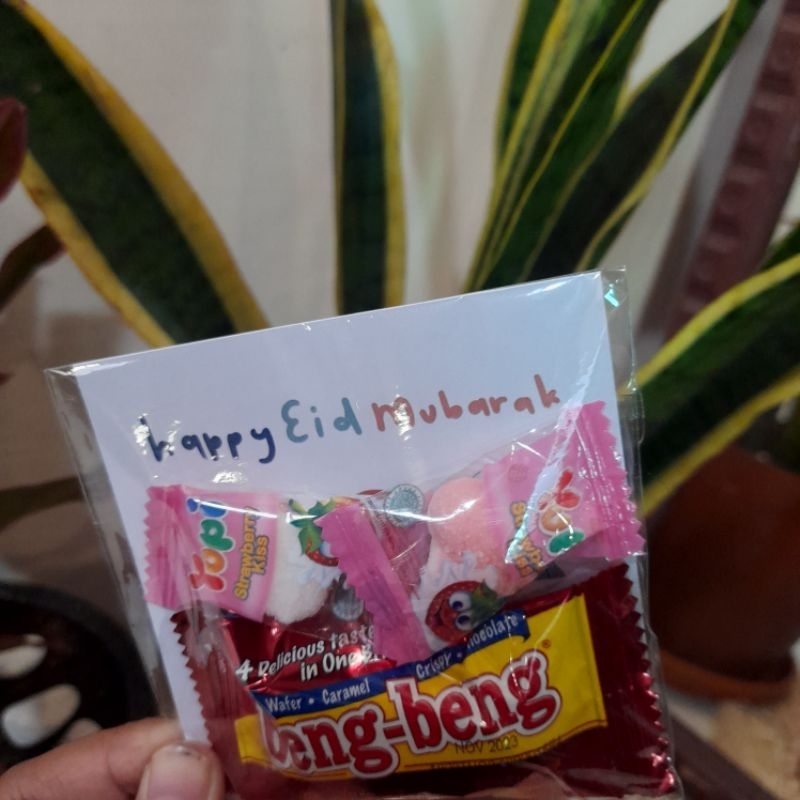 happy Eid Mubarak
Yupi
Strawberry
Kiss
4 Delicious Taste
in One
Wafer • Caramel
Crispy • Chocolate
beng-beng
NOV 2023